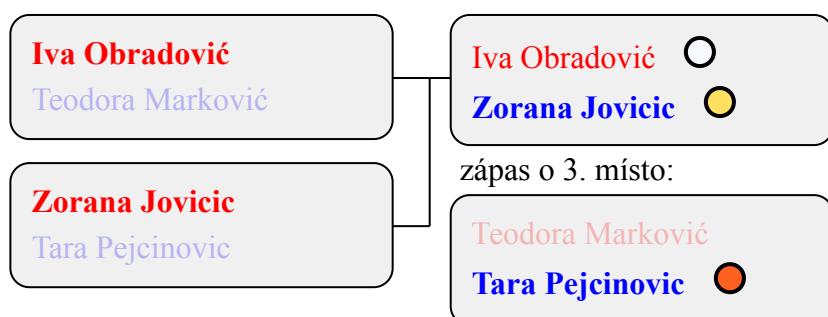 Iva Obradović
Teodora Marković
Zorana Jovicic
Tara Pejcinovic
Iva Obradović
Zorana Jovicic
zápas o 3. místo:
Teodora Marković
Tara Pejcinovic